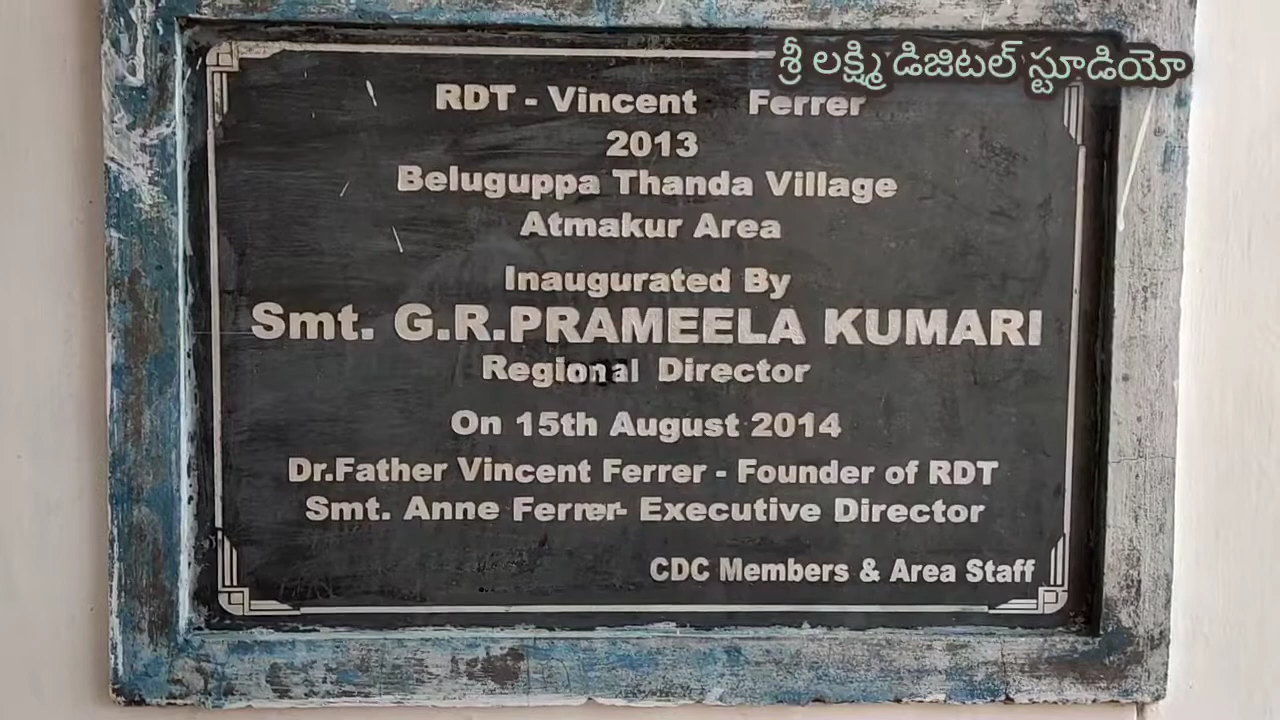 శ్రీ లక్ష్మి డిజిటల్ స్టూడియో
RDT - Vincent Ferrer
2013
Beluguppa Thanda Village
Atmakur Area
Inaugurated By
Smt. G.R.PRAMEELA KUMARI
Regional Director
On 15th August 2014
Dr.Father Vincent Ferrer - Founder of RDT
Smt. Anne Ferrer- Executive Director
CDC Members & Area Staff